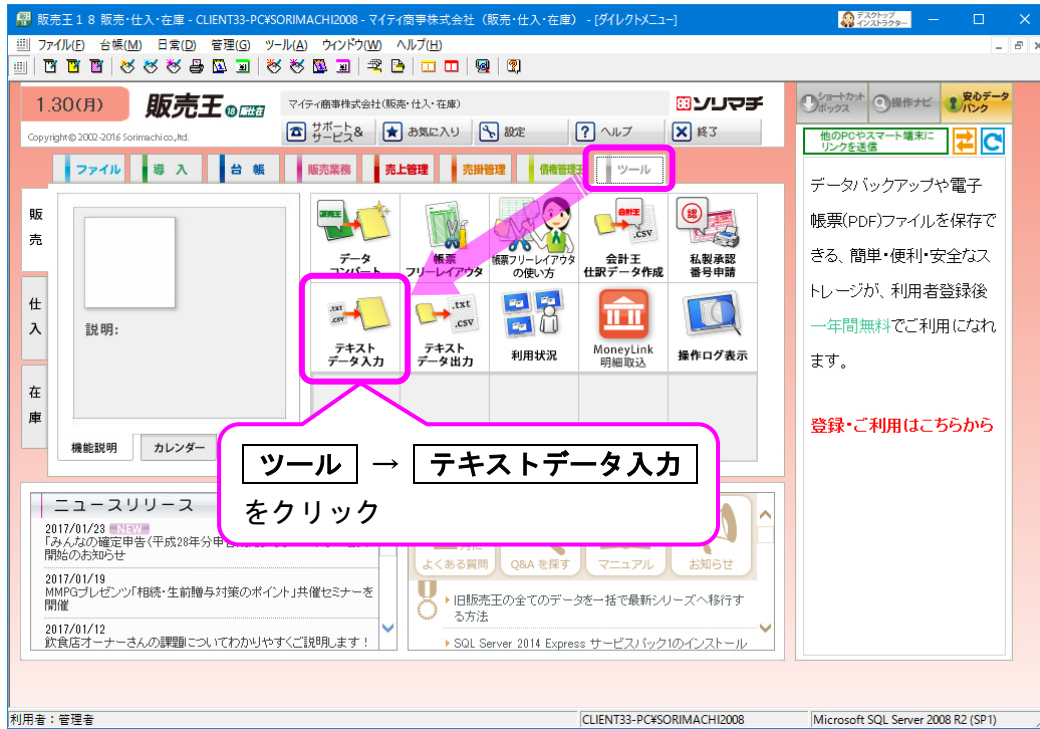 販売王18 販売・仕入・在庫 - CLIENT33-PC¥SORIMACHI2008 - マイティ商事株式会社（販売・仕入・在庫） - [ダイレクトメニュー]
デスクトップ
インストラクター
ファイル(F) 台帳(M) 日常(D) 管理(G) ツール(A) ウィンドウ(W) ヘルプ(H)
1.30(月)
販売王⑱ 販仕在
マイティ商事株式会社(販売・仕入・在庫)
ソリマチ
Copyright© 2002-2016 Sorimachi co.,ltd.
サポート&
サービス
お気に入り
設定
ヘルプ
終了
ショートカット
ボックス
操作ナビ
安心データ
バンク
他のPCやスマート端末に
リンクを送信
ファイル
導 入
台 帳
販売業務
売上管理
売掛管理
債権管理王
ツール
販
売
仕
入
在
庫
説明:
機能説明
カレンダー
データ
コンバート
帳票
フリーレイアウタ
帳票フリーレイアウタ
の使い方
会計王
仕訳データ作成
私製承認
番号申請
テキスト
データ入力
テキスト
データ出力
利用状況
MoneyLink
明細取込
操作ログ表示
ツール → テキストデータ入力
をクリック
データバックアップや電子
帳票(PDF)ファイルを保存で
きる、簡単・便利・安全なス
トレージが、利用者登録後
一年間無料でご利用になれ
ます。
登録・ご利用はこちらから
ニュースリリース
2017/01/23 NEW
「みんなの確定申告(平成28年分申告
開始のお知らせ
2017/01/19
MMPGプレゼンツ「相続・生前贈与対策のポイント」共催セミナーを
開催
2017/01/12
飲食店オーナーさんの課題についてわかりやすくご説明します！
よくある質問
Q&Aを探す
マニュアル
お知らせ
旧販売王の全てのデータを一括で最新シリーズへ移行す
る方法
SQL Server 2014 Express サービスパック1のインストール
利用者：管理者
CLIENT33-PC¥SORIMACHI2008
Microsoft SQL Server 2008 R2 (SP1)